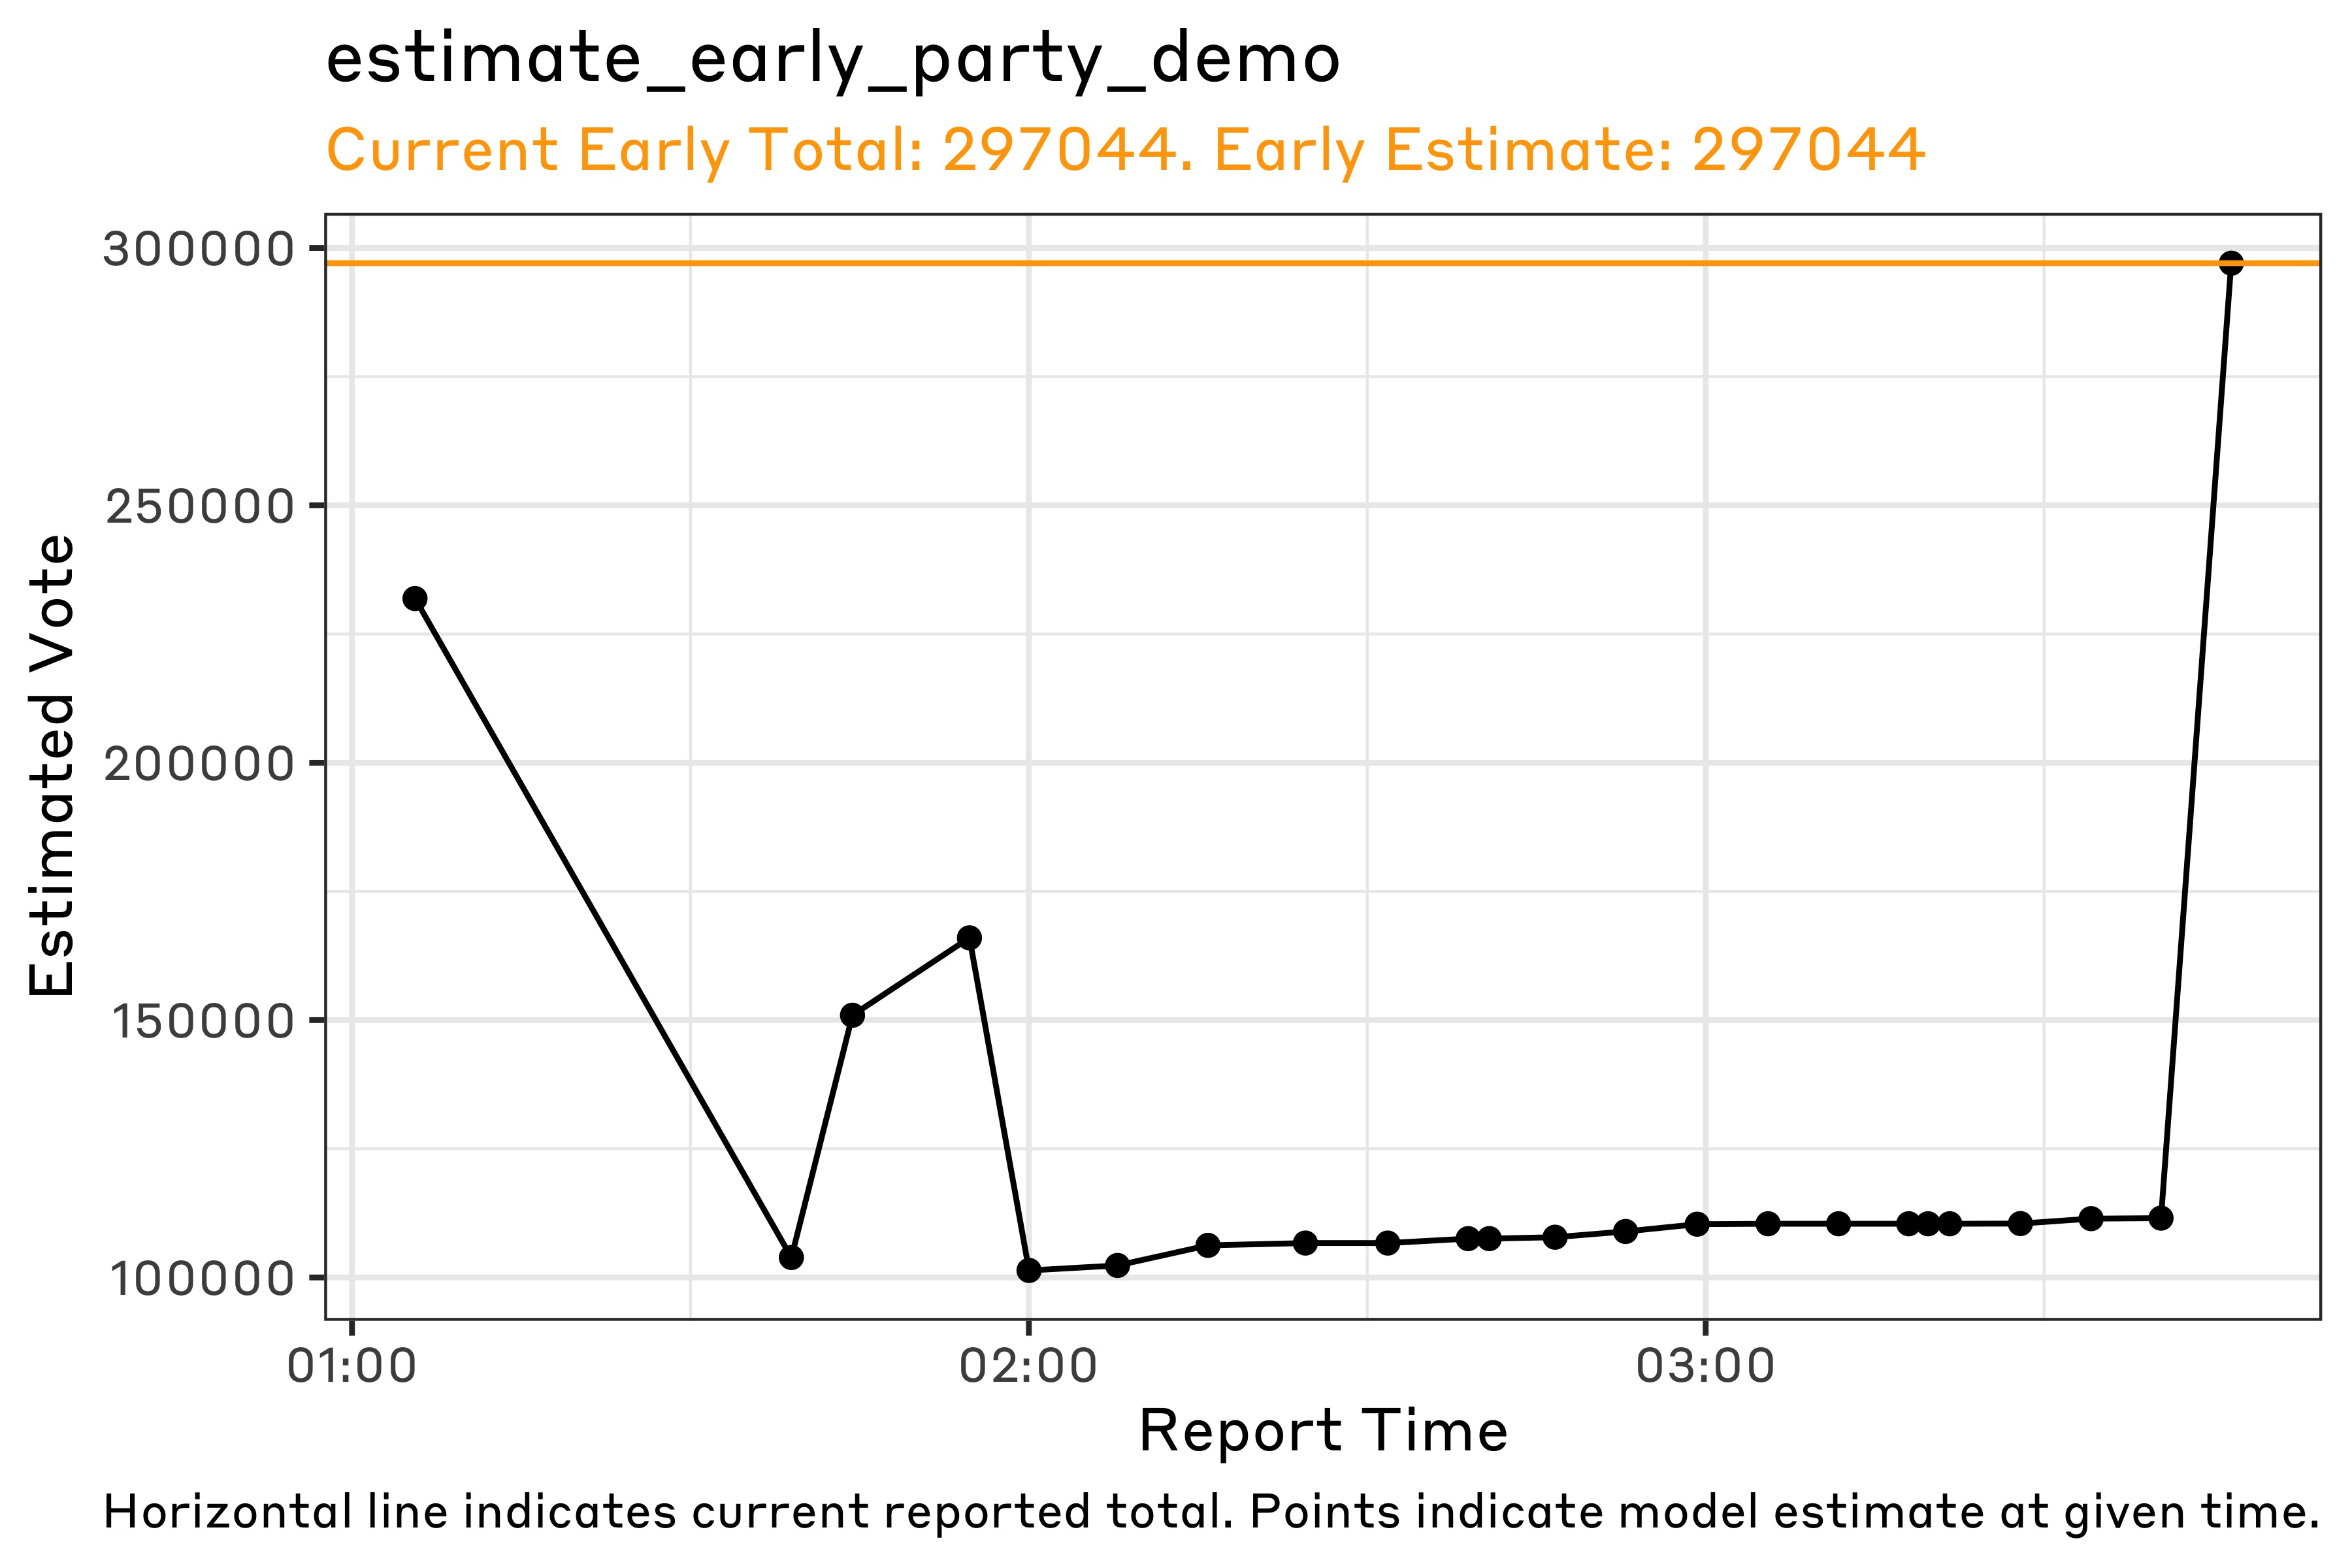 estimate_early_party_demo
Current Early Total: 297044. Early Estimate: 297044
300000
250000
200000
150000
100000
Estimated Vote
01:00 02:00 03:00
Report Time
Horizontal line indicates current reported total. Points indicate model estimate at given time.